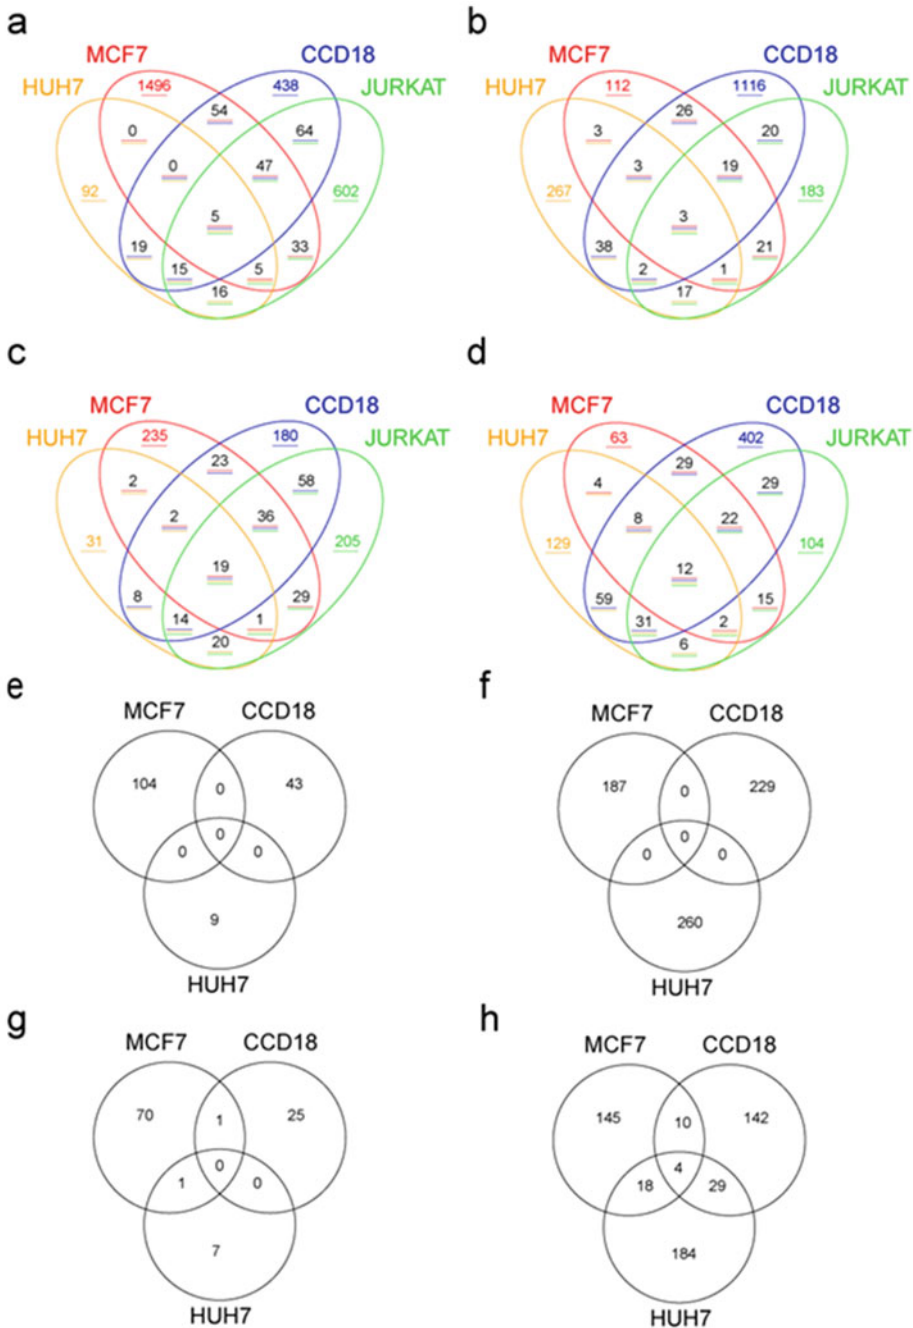 a b
MCF7 CCD18 MCF7 CCD18
HUH7 JURKAT HUH7 JURKAT
1496 438 112 1116
54 26
0 64 3 20
0 47 3 19
92 602 267 183
5 3
19 33 38 21
15 5 2 1
16 17
c d
MCF7 CCD18 MCF7 CCD18
HUH7 JURKAT HUH7 JURKAT
235 180 63 402
23 29
2 58 4 29
2 36 8 22
31 205 129 104
19 12
8 29 59 15
14 1 31 2
20 6
e f
MCF7 CCD18 MCF7 CCD18
104 0 43 187 0 229
0 0
0 0 0 0
9 260
HUH7 HUH7
g h
MCF7 CCD18 MCF7 CCD18
70 1 25 145 10 142
0 4
1 0 18 29
7 184
HUH7 HUH7